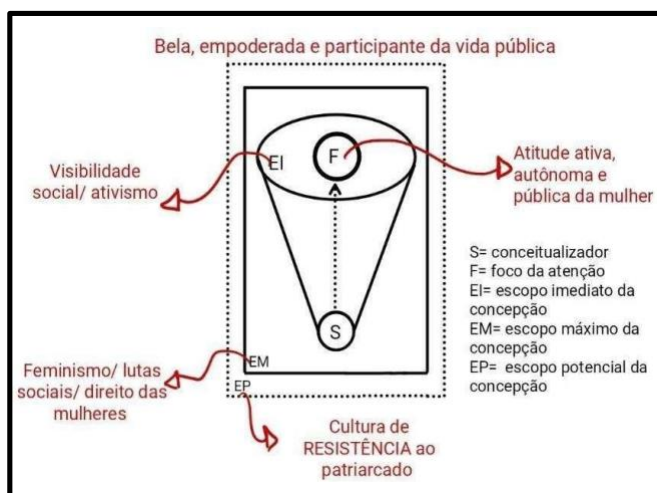 Bela, empoderada e participante da vida pública
EI
F
Visibilidade
social/ ativismo
Atitude ativa,
autônoma e
pública da mulher
S= conceitualizador
F= foco da atenção
EI= escopo imediato da
concepção
EM= escopo máximo da
concepção
EP= escopo potencial da
concepção
S
EM
EP
Feminismo/ lutas
sociais/ direito das
mulheres
Cultura de
RESISTÊNCIA ao
patriarcado